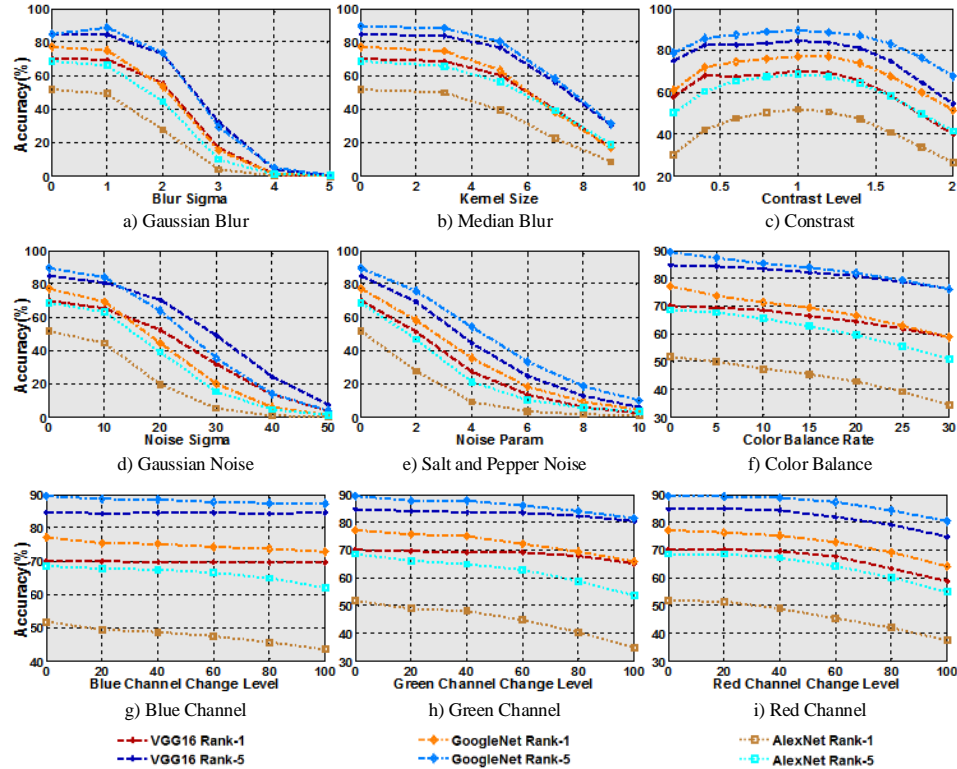 100
80
60
40
20
0
0 1 2 3 4 5
Accuracy(%)
Blur Sigma
a) Gaussian Blur
100
80
60
40
20
0
0 2 4 6 8 10
Kernel Size
b) Median Blur
100
80
60
40
20
0.5 1 1.5 2
Contrast Level
c) Constrast
100
80
60
40
20
0
0 10 20 30 40 50
Accuracy(%)
Noise Sigma
d) Gaussian Noise
100
80
60
40
20
0
0 2 4 6 8 10
Noise Param
e) Salt and Pepper Noise
90
80
70
60
50
40
30
0 5 10 15 20 25 30
Color Balance Rate
f) Color Balance
90
80
70
60
50
40
0 20 40 60 80 100
Accuracy(%)
Blue Channel Change Level
g) Blue Channel
90
80
70
60
50
40
30
0 20 40 60 80 100
Green Channel Change Level
h) Green Channel
90
80
70
60
50
40
30
0 20 40 60 80 100
Red Channel Change Level
i) Red Channel
VGG16 Rank-1
VGG16 Rank-5
GoogleNet Rank-1
GoogleNet Rank-5
AlexNet Rank-1
AlexNet Rank-5